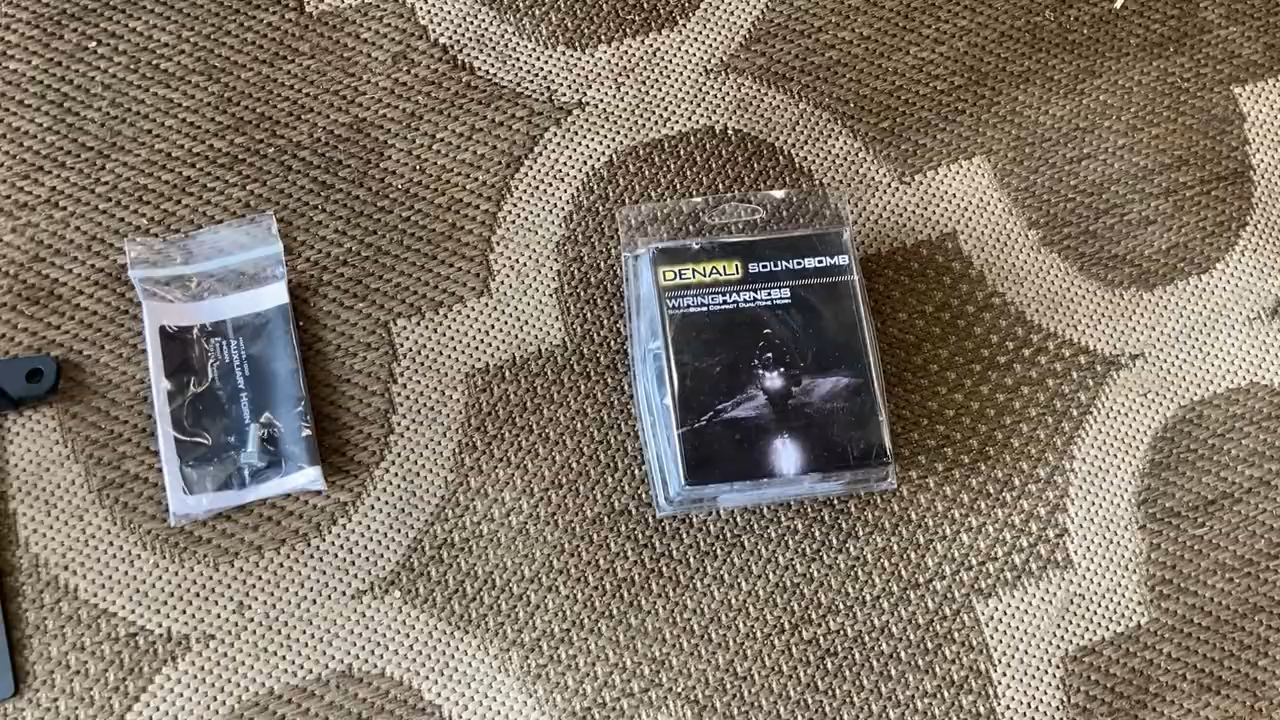 DENALI SOUNDBOMB
WIRINGHARNESS
SOUNDBOMB COMPACT DUAL/TONE HORN
AUXILIARY HORN